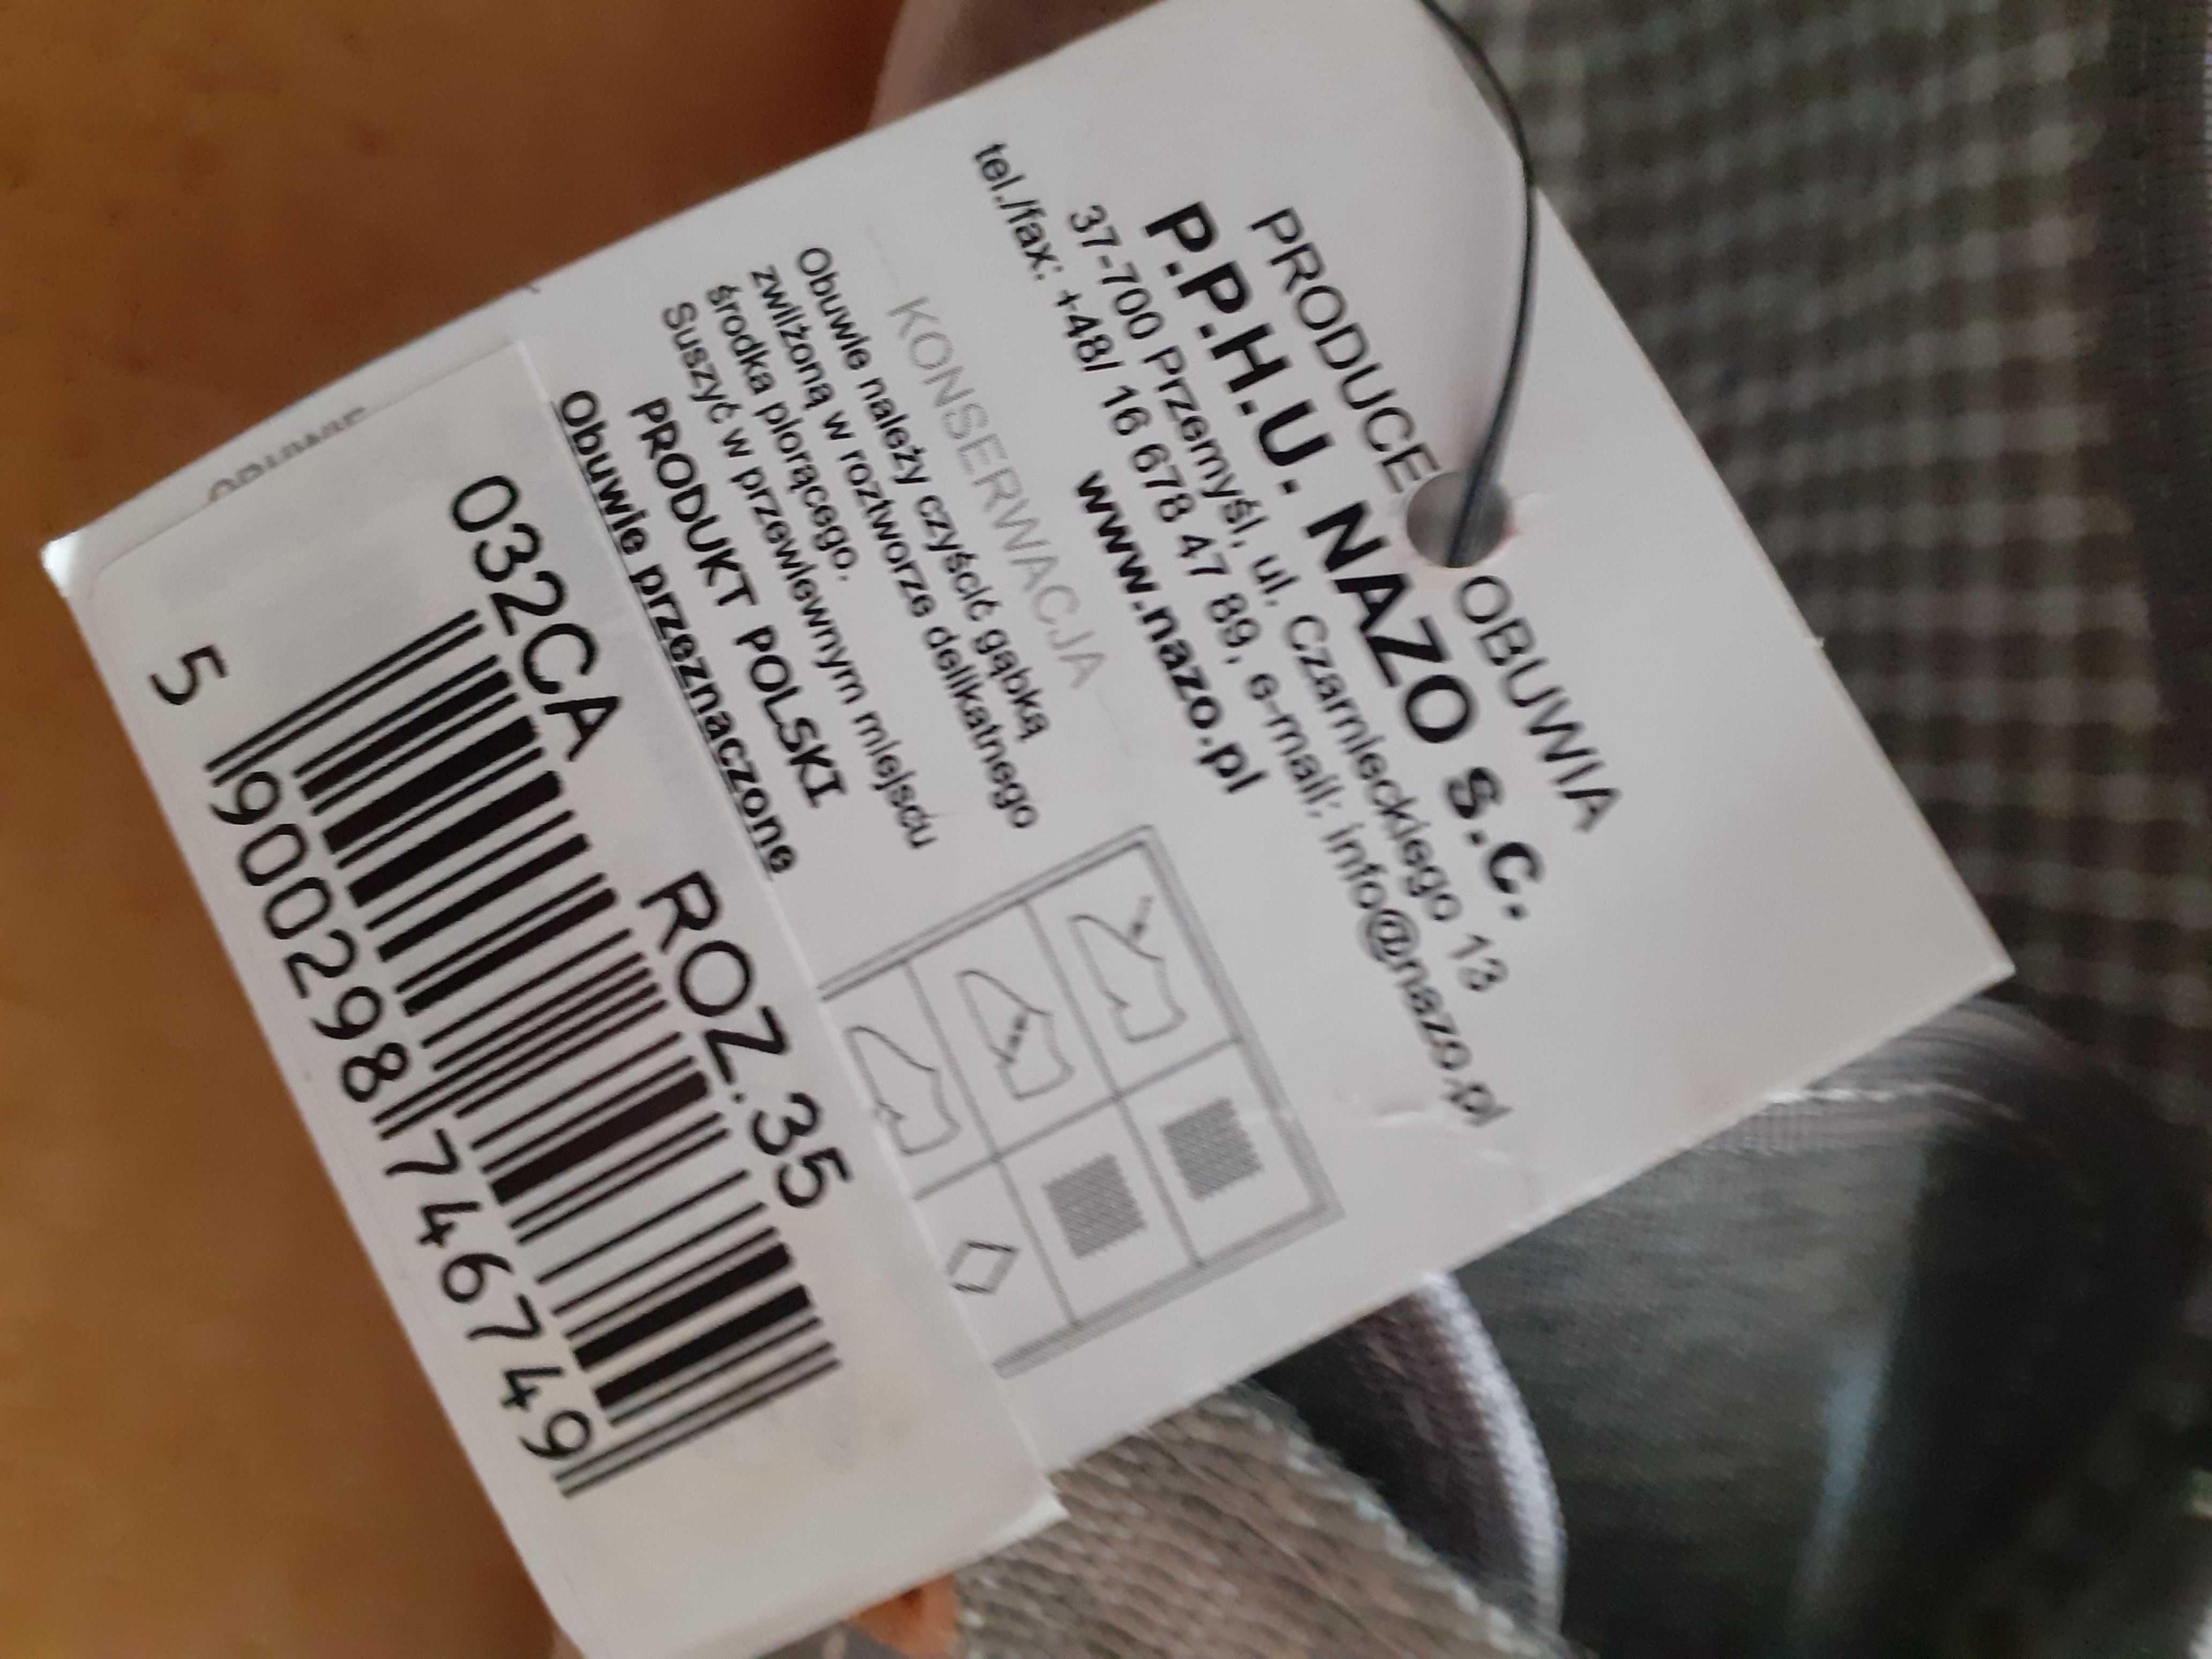 PRODUCE OBUWIA
P.P.H.U. NAZO S.C.
37-700 Przemyśl, ul. Czarnieckiego 13
tel./fax: +48/ 16 678 47 89, e-mail: info@nazo.pl
www.nazo.pl
KONSERWACJA
Obuwie należy czyścić gąbką
zwilżoną w roztworze delikatnego
środka piorącego.
Suszyć w przewiewnym miejscu
PRODUKT POLSKI
Obuwie przeznaczone
032CA ROZ.35
5 900298 746749